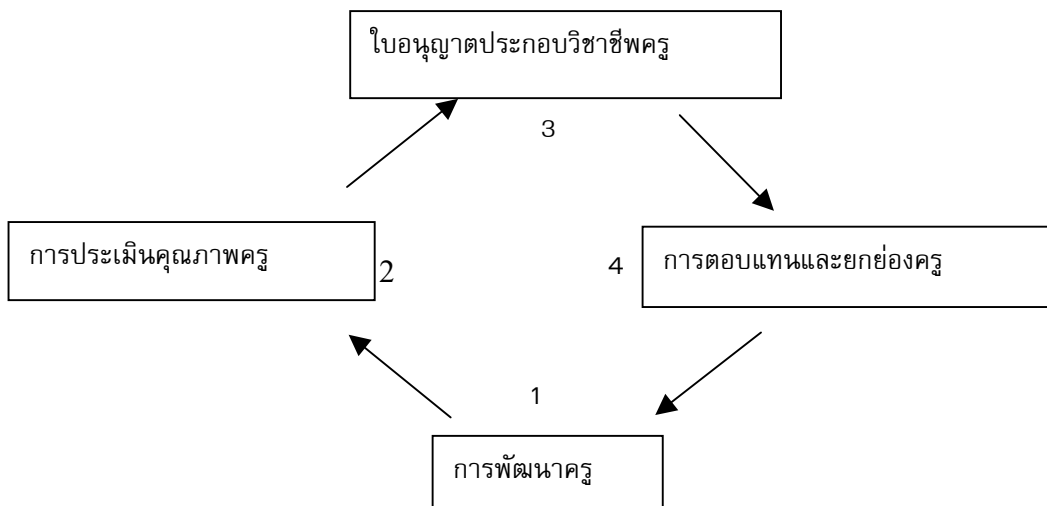 ใบอนุญาตประกอบวิชาชีพครู
3
การประเมินคุณภาพครู
2
4
การตอบแทนและยกย่องครู
1
การพัฒนาครู